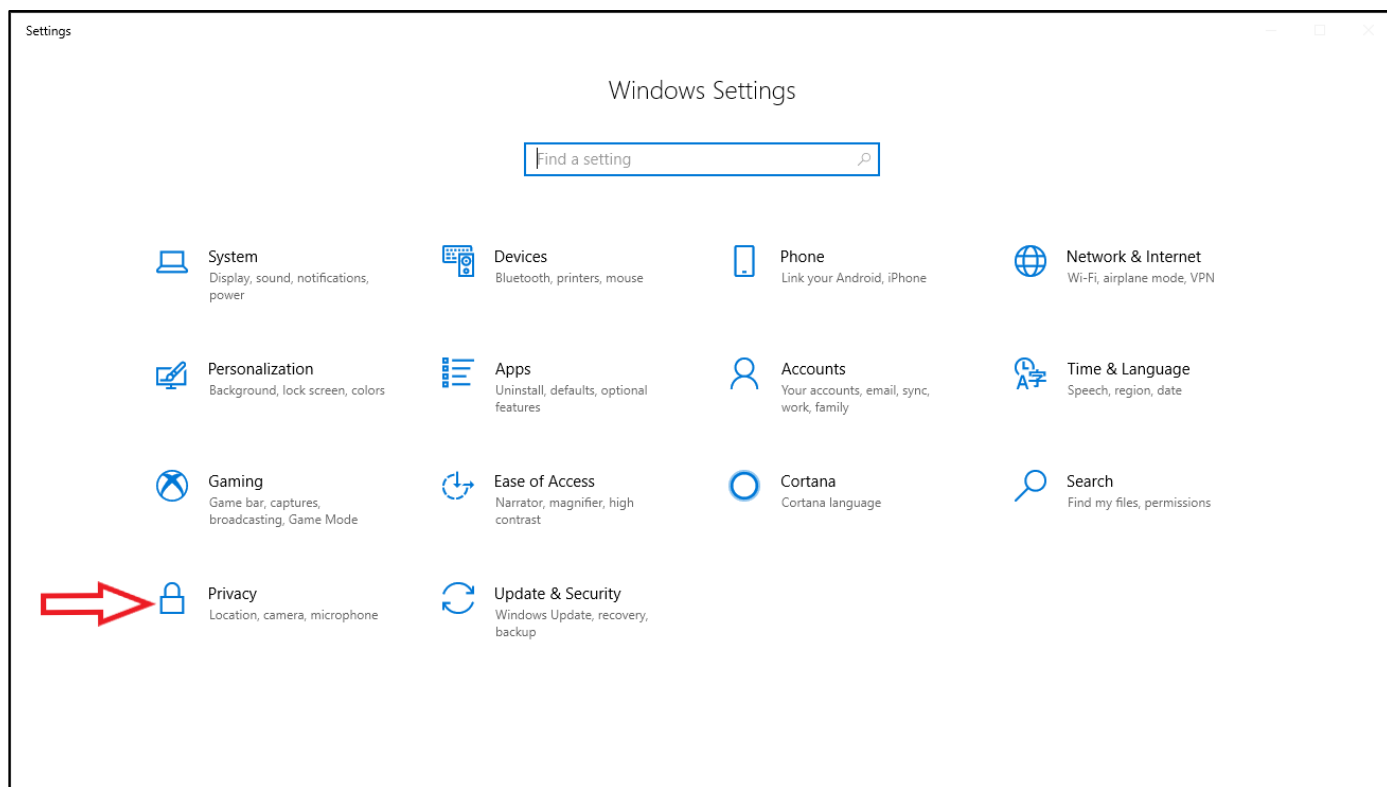 Settings
Windows Settings
Find a setting
System
Display, sound, notifications,
power
Devices
Bluetooth, printers, mouse
Phone
Link your Android, iPhone
Network & Internet
Wi-Fi, airplane mode, VPN
Personalization
Background, lock screen, colors
Apps
Uninstall, defaults, optional
features
Accounts
Your accounts, email, sync,
work, family
Time & Language
Speech, region, date
Gaming
Game bar, captures,
broadcasting, Game Mode
Ease of Access
Narrator, magnifier, high
contrast
Cortana
Cortana language
Search
Find my files, permissions
Privacy
Location, camera, microphone
Update & Security
Windows Update, recovery,
backup